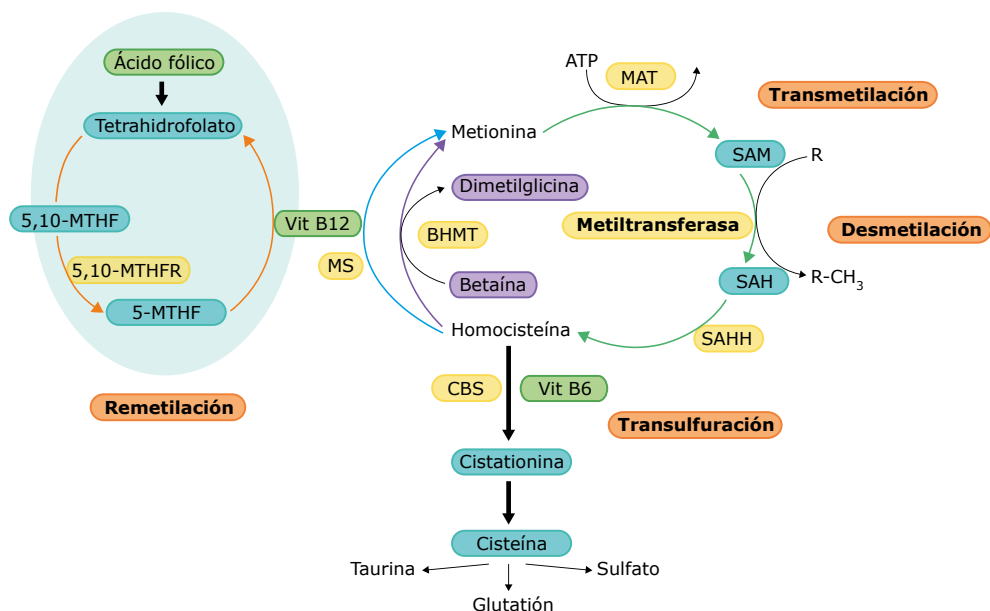 Ácido fólico
Tetrahidrofolato
5,10-MTHF
5,10-MTHFR
5-MTHF
Remetilación
Vit B12
MS
Metionina
ATP
MAT
Transmetilación
SAM
R
Dimetilglicina
BHMT
Betaína
Metiltransferasa
Desmetilación
SAH
R-CH₃
SAHH
Homocisteína
CBS
Vit B6
Transulfuración
Cistationina
Cisteína
Taurina
Sulfato
Glutatión